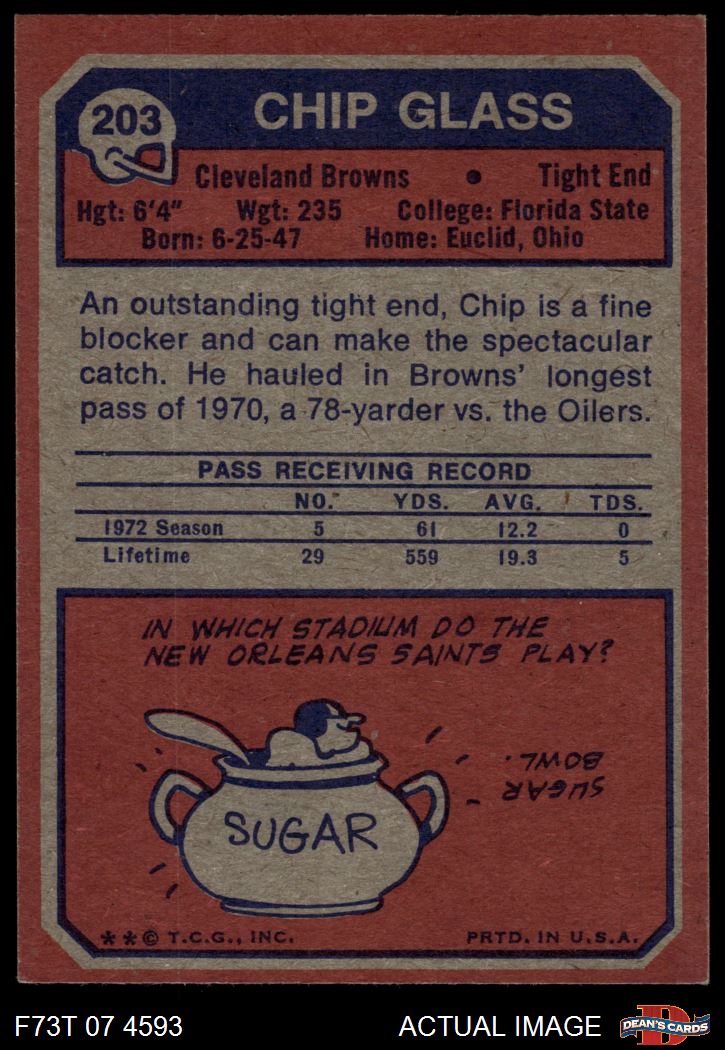 203
CHIP GLASS
Cleveland Browns • Tight End
Hgt: 6'4" Wgt: 235 College: Florida State
Born: 6-25-47 Home: Euclid, Ohio
An outstanding tight end, Chip is a fine
blocker and can make the spectacular
catch. He hauled in Browns' longest
pass of 1970, a 78-yarder vs. the Oilers.
PASS RECEIVING RECORD
NO. YDS. AVG. TDS.
1972 Season 5 61 12.2 0
Lifetime 29 559 19.3 5
IN WHICH STADIUM DO THE
NEW ORLEANS SAINTS PLAY?
SUGAR
BOWL.
SUGAR
**© T.C.G., INC. PRTD. IN U.S.A.
F73T 07 4593 ACTUAL IMAGE
D
DEAN'S CARDS